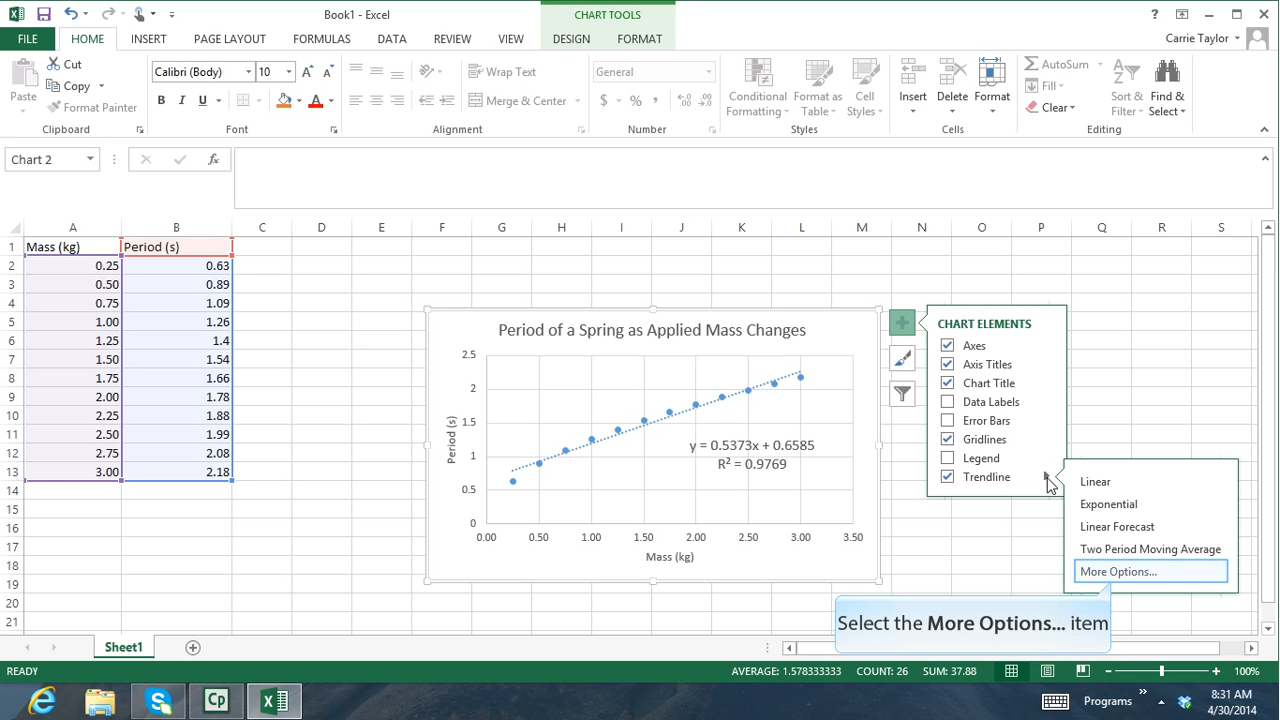 Book1 - Excel
CHART TOOLS
?
FILE
HOME
INSERT
PAGE LAYOUT
FORMULAS
DATA
REVIEW
VIEW
DESIGN
FORMAT
Carrie Taylor
Paste
Cut
Copy
Format Painter
Clipboard
Calibri (Body)
10
B I U
A A
A
Font
Wrap Text
Merge & Center
Alignment
General
$ % ,
Number
Conditional
Formatting
Format as
Table
Cell
Styles
Styles
Insert
Delete
Format
Cells
AutoSum
Fill
Clear
Sort &
Filter
Find &
Select
Editing
Chart 2
fx
A B C D E F G H I J K L M N O P Q R S
1 Mass (kg) Period (s)
2 0.25 0.63
3 0.50 0.89
4 0.75 1.09
5 1.00 1.26
6 1.25 1.4
7 1.50 1.54
8 1.75 1.66
9 2.00 1.78
10 2.25 1.88
11 2.50 1.99
12 2.75 2.08
13 3.00 2.18
14
15
16
17
18
19
20
21
Period of a Spring as Applied Mass Changes
2.5
2
1.5
1
0.5
0
Period (s)
y = 0.5373x + 0.6585
R² = 0.9769
0.00 0.50 1.00 1.50 2.00 2.50 3.00 3.50
Mass (kg)
CHART ELEMENTS
Axes
Axis Titles
Chart Title
Data Labels
Error Bars
Gridlines
Legend
Trendline
Linear
Exponential
Linear Forecast
Two Period Moving Average
More Options...
Select the More Options... item
Sheet1
READY
AVERAGE: 1.578333333 COUNT: 26 SUM: 37.88
100%
Cp
Programs
8:31 AM
4/30/2014